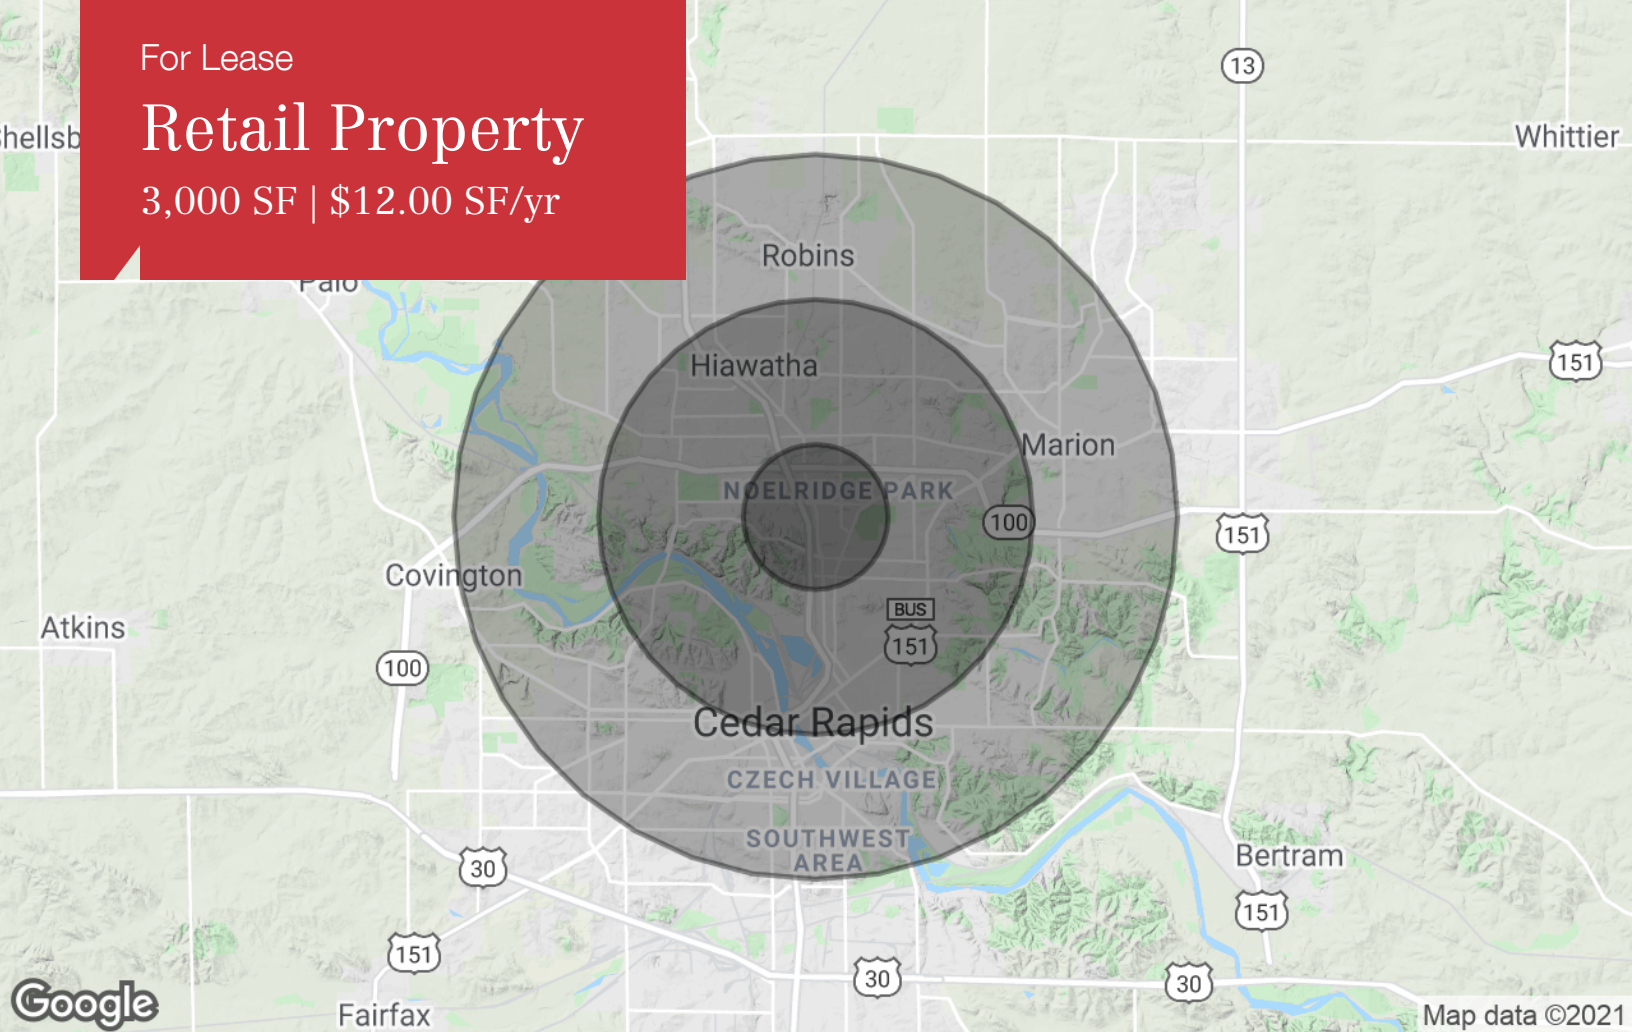 For Lease
Retail Property
3,000 SF | $12.00 SF/yr
13
Whittier
Robins
Palo
Hiawatha
151
Marion
NOELRIDGE PARK
100
151
Covington
BUS
151
Atkins
100
Cedar Rapids
CZECH VILLAGE
SOUTHWEST
AREA
30
Bertram
151
151
30
30
Google
Fairfax
Map data ©2021